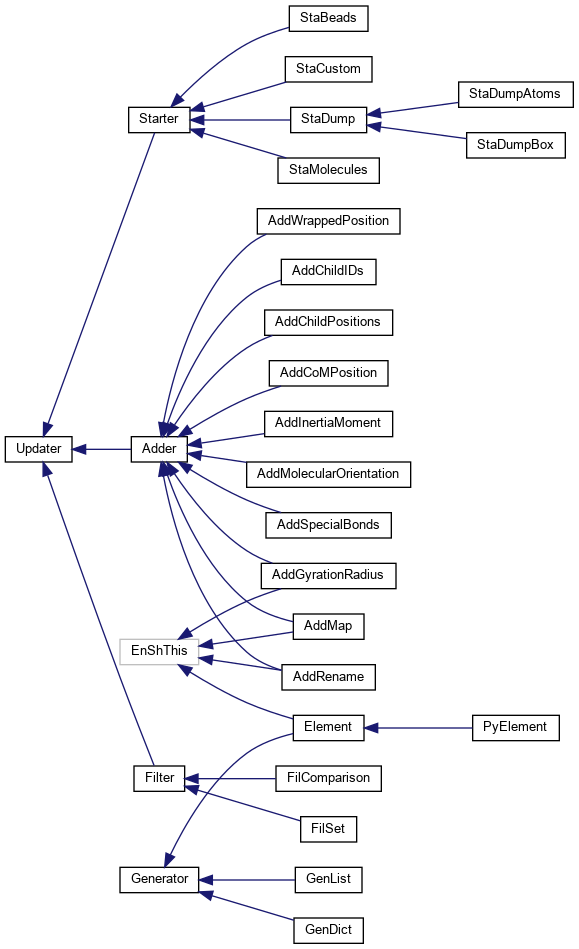 StaBeads
StaCustom
Starter
StaDump
StaDumpAtoms
StaDumpBox
StaMolecules
AddWrappedPosition
AddChildIDs
AddChildPositions
AddCoMPosition
AddInertiaMoment
Updater
Adder
AddMolecularOrientation
AddSpecialBonds
AddGyrationRadius
AddMap
EnShThis
AddRename
Element
PyElement
Filter
FilComparison
FilSet
Generator
GenList
GenDict